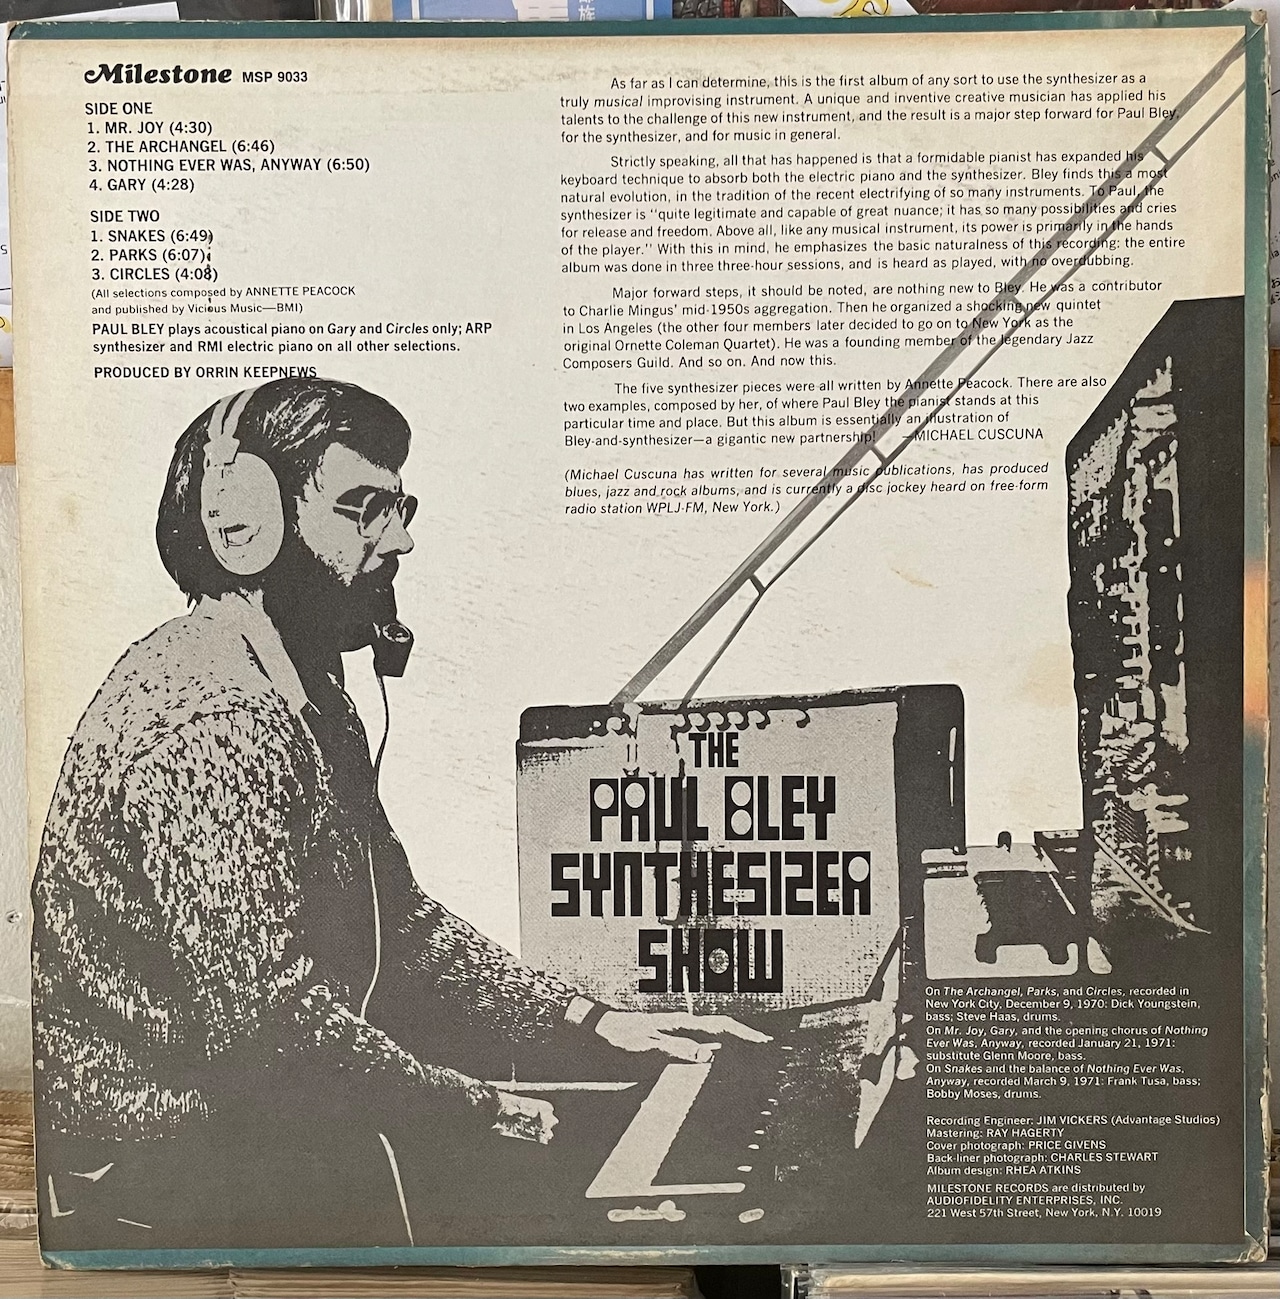 Milestone MSP 9033
SIDE ONE
1. MR. JOY (4:30)
2. THE ARCHANGEL (6:46)
3. NOTHING EVER WAS, ANYWAY (6:50)
4. GARY (4:28)
SIDE TWO
1. SNAKES (6:49)
2. PARKS (6:07)
3. CIRCLES (4:08)
(All selections composed by ANNETTE PEACOCK
and published by Vicious Music—BMI)
PAUL BLEY plays acoustical piano on Gary and Circles only; ARP
synthesizer and RMI electric piano on all other selections.
PRODUCED BY ORRIN KEEPNEWS
As far as I can determine, this is the first album of any sort to use the synthesizer as a
truly musical improvising instrument. A unique and inventive creative musician has applied his
talents to the challenge of this new instrument, and the result is a major step forward for Paul Bley,
for the synthesizer, and for music in general.
Strictly speaking, all that has happened is that a formidable pianist has expanded his
keyboard technique to absorb both the electric piano and the synthesizer. Bley finds this a most
natural evolution, in the tradition of the recent electrifying of so many instruments. To Paul, the
synthesizer is "quite legitimate and capable of great nuance; it has so many possibilities and cries
for release and freedom. Above all, like any musical instrument, its power is primarily in the hands
of the player." With this in mind, he emphasizes the basic naturalness of this recording: the entire
album was done in three three-hour sessions, and is heard as played, with no overdubbing.
Major forward steps, it should be noted, are nothing new to Bley. He was a contributor
to Charlie Mingus' mid-1950s aggregation. Then he organized a shocking new quintet
in Los Angeles (the other four members later decided to go on to New York as the
original Ornette Coleman Quartet). He was a founding member of the legendary Jazz
Composers Guild. And so on. And now this.
The five synthesizer pieces were all written by Annette Peacock. There are also
two examples, composed by her, of where Paul Bley the pianist stands at this
particular time and place. But this album is essentially an illustration of
Bley-and-synthesizer—a gigantic new partnership! —MICHAEL CUSCUNA
(Michael Cuscuna has written for several music publications, has produced
blues, jazz and rock albums, and is currently a disc jockey heard on free-form
radio station WPLJ-FM, New York.)
THE
PAUL BLEY
SYNTHESIZER
SHOW
On The Archangel, Parks, and Circles, recorded in
New York City, December 9, 1970: Dick Youngstein,
bass; Steve Haas, drums.
On Mr. Joy, Gary, and the opening chorus of Nothing
Ever Was, Anyway, recorded January 21, 1971:
substitute Glenn Moore, bass.
On Snakes and the balance of Nothing Ever Was,
Anyway, recorded March 9, 1971: Frank Tusa, bass;
Bobby Moses, drums.
Recording Engineer: JIM VICKERS (Advantage Studios)
Mastering: RAY HAGERTY
Cover photograph: PRICE GIVENS
Back-liner photograph: CHARLES STEWART
Album design: RHEA ATKINS
MILESTONE RECORDS are distributed by
AUDIOFIDELITY ENTERPRISES, INC.
221 West 57th Street, New York, N.Y. 10019